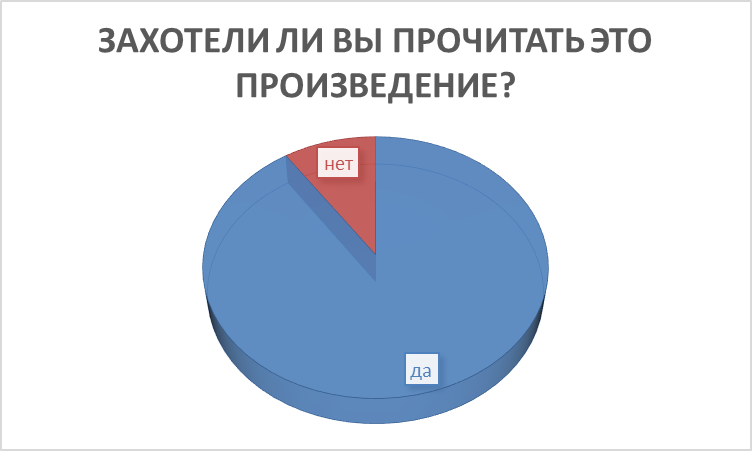 ЗАХОТЕЛИ ЛИ ВЫ ПРОЧИТАТЬ ЭТО
ПРОИЗВЕДЕНИЕ?
нет
да